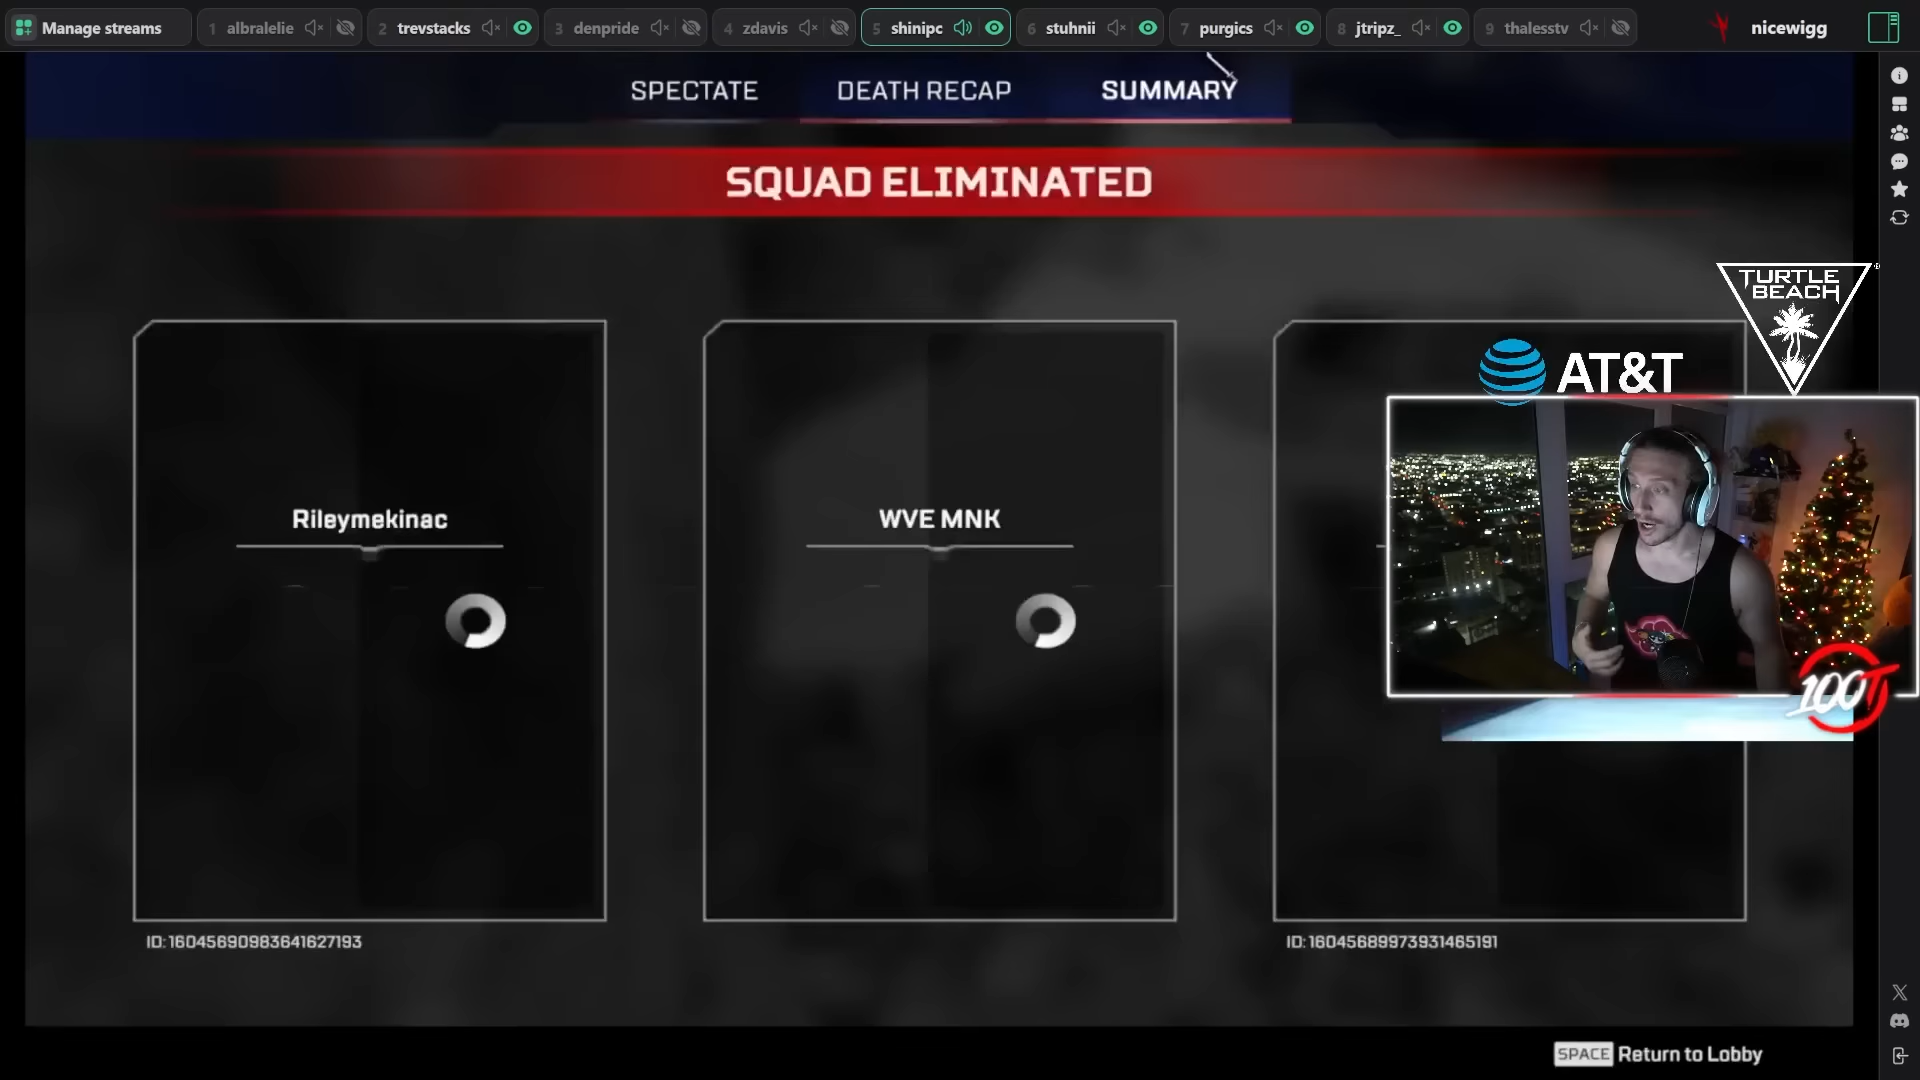 Manage streams
1 albralelie
2 trevstacks
3 denpride
4 zdavis
5 shinipc
6 stuhnii
7 purgics
8 jtripz_
9 thalesstv
nicewigg
SPECTATE
DEATH RECAP
SUMMARY
SQUAD ELIMINATED
TURTLE
BEACH
®
AT&T
Rileymekinac
WVE MNK
100T
ID: 16045690983641627193
ID: 16045689973931465191
SPACE Return to Lobby